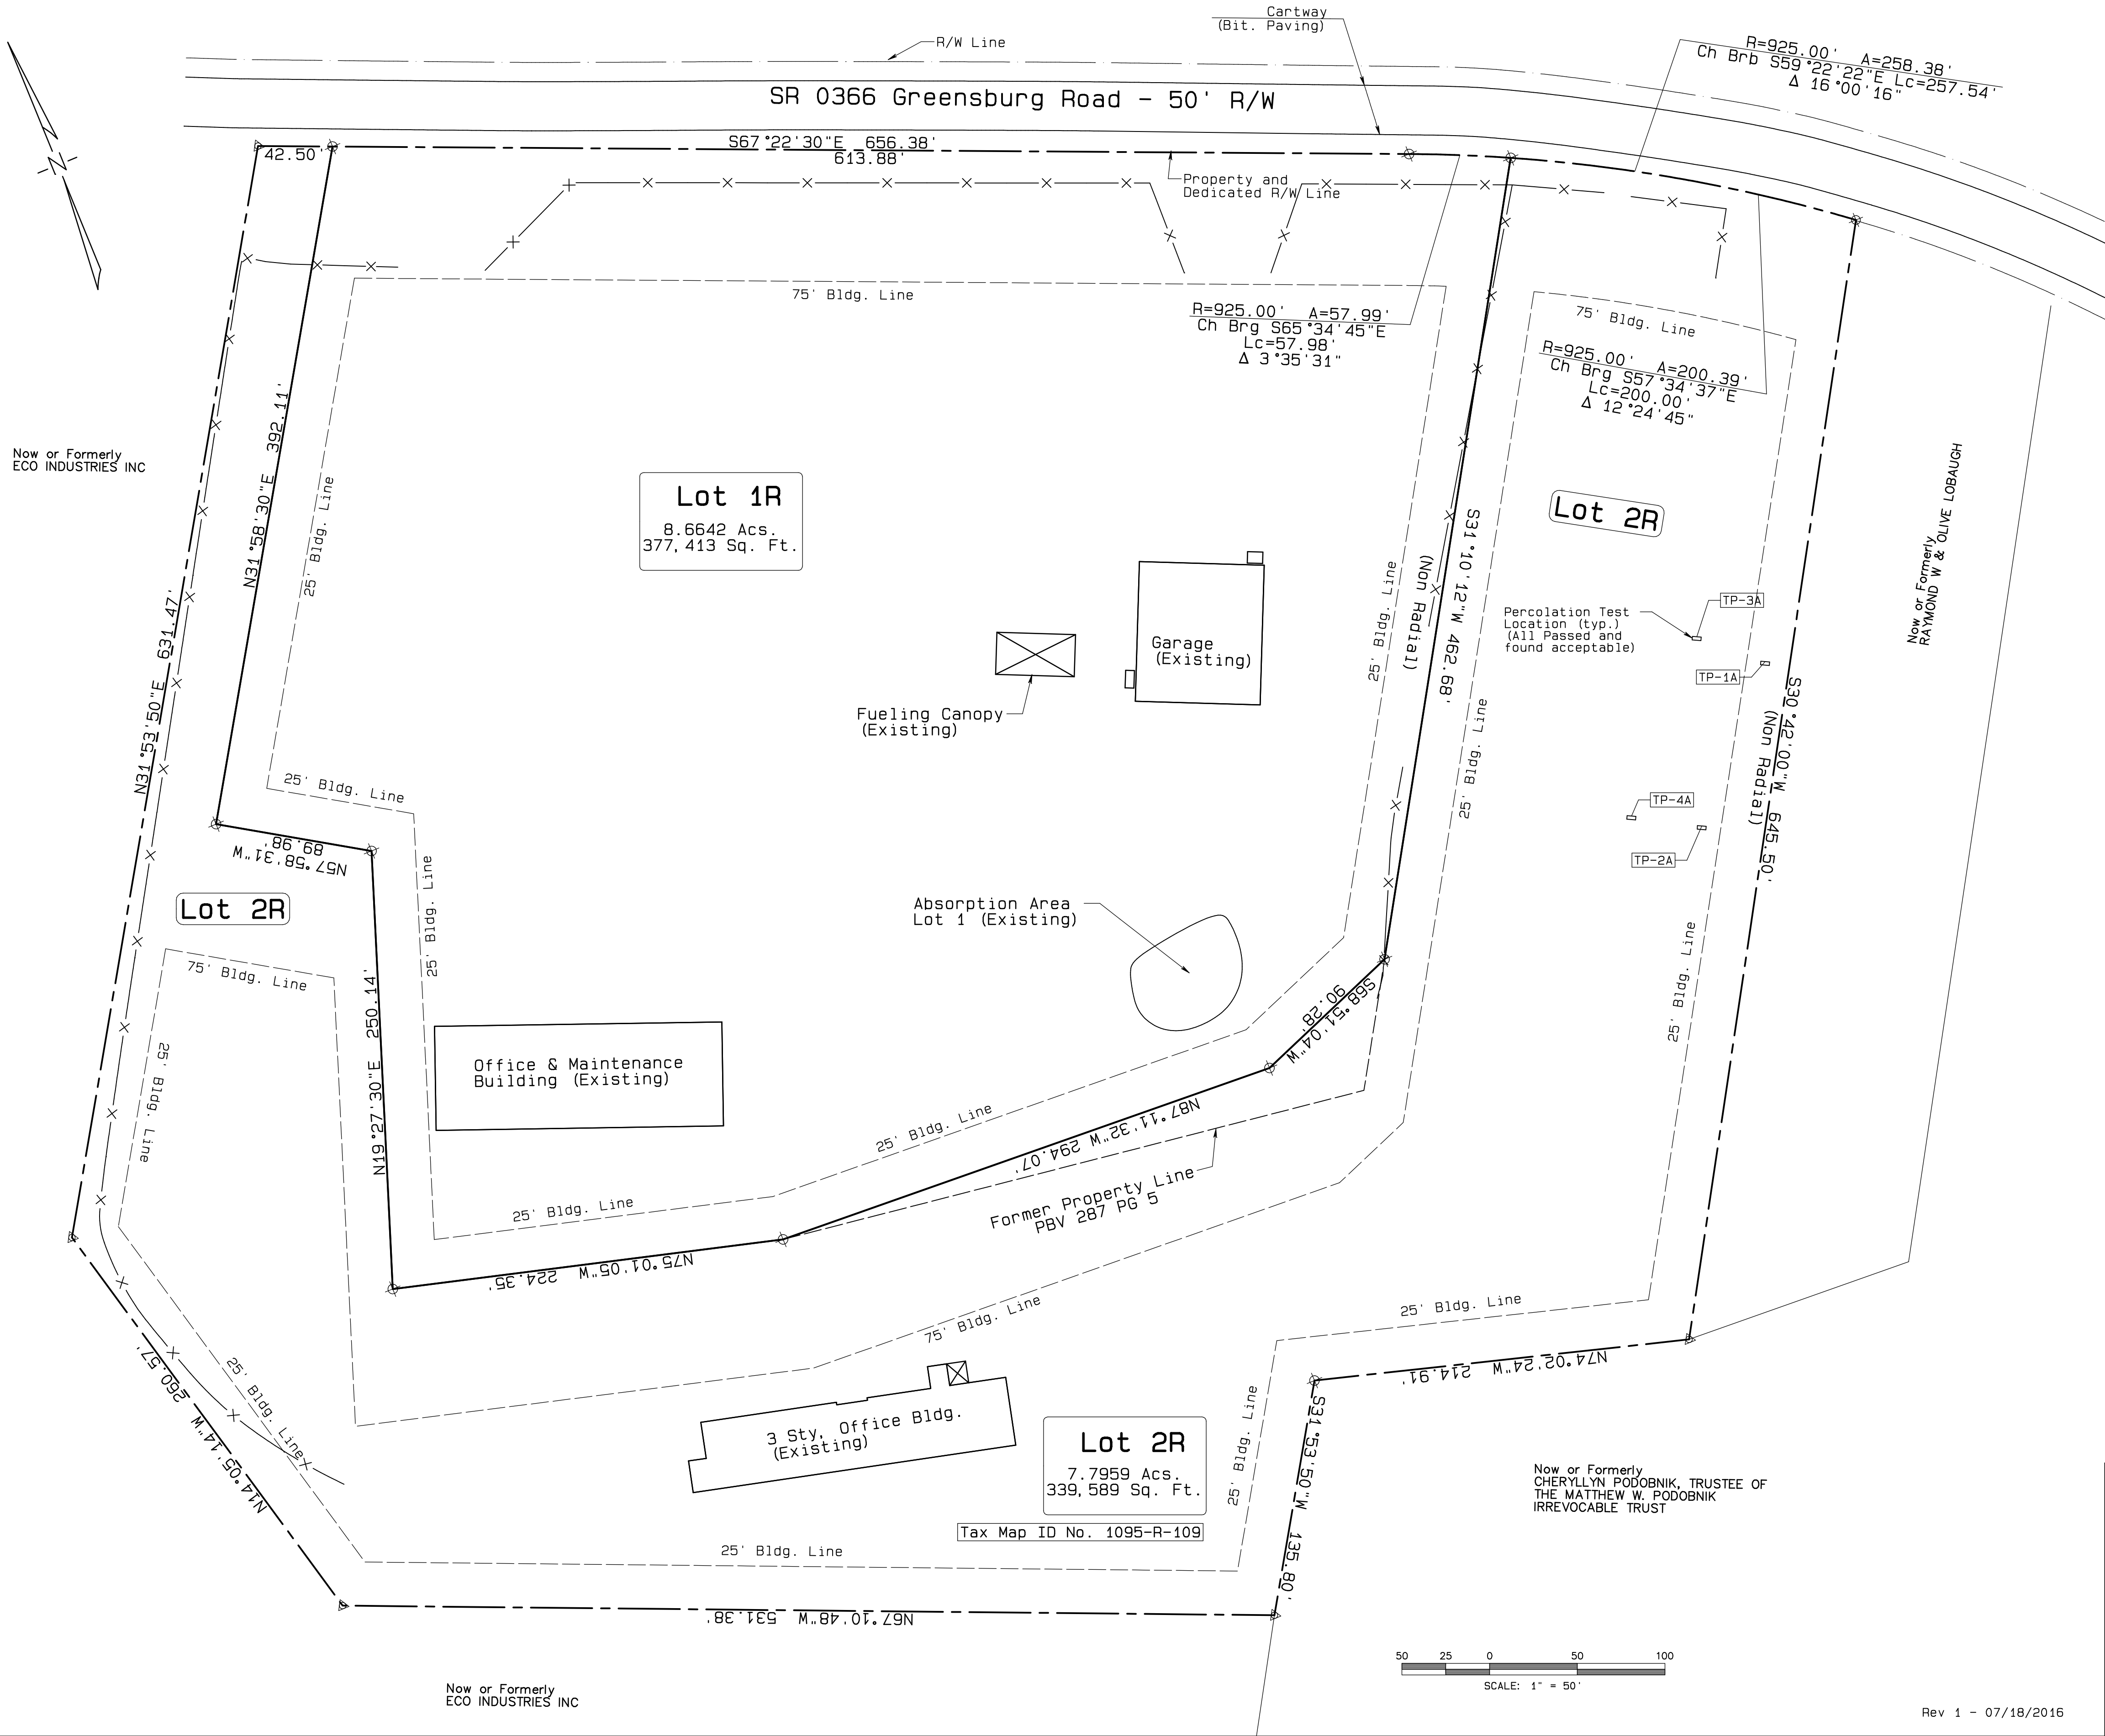 Cartway
(Bit. Paving)
R/W Line
R=925.00'  A=258.38'
Ch Brb S59°22'22"E Lc=257.54'
Δ 16°00'16"
SR 0366 Greensburg Road - 50' R/W
42.50'
S67°22'30"E  656.38'
613.88'
Property and
Dedicated R/W Line
N
75' Bldg. Line
R=925.00'  A=57.99'
Ch Brg S65°34'45"E
Lc=57.98'
Δ 3°35'31"
75' Bldg. Line
R=925.00'  A=200.39'
Ch Brg S57°34'37"E
Lc=200.00'
Δ 12°24'45"
Now or Formerly
ECO INDUSTRIES INC
N31°53'50"E  631.47'
N31°58'30"E  392.11'
25' Bldg. Line
Lot 1R
8.6642 Acs.
377,413 Sq. Ft.
Garage
(Existing)
Fueling Canopy
(Existing)
25' Bldg. Line
S31°10'12"W 462.68'
(Non Radial)
25' Bldg. Line
Lot 2R
Percolation Test
Location (typ.)
(All Passed and
found acceptable)
TP-3A
TP-1A
TP-4A
TP-2A
S30°42'00"W  645.50'
(Non Radial)
25' Bldg. Line
Now or Formerly
RAYMOND W & OLIVE LOBAUGH
25' Bldg. Line
N57°58'31"W
89.98'
Lot 2R
75' Bldg. Line
25' Bldg. Line
N19°27'30"E  250.14'
25' Bldg. Line
Absorption Area
Lot 1 (Existing)
S68°51'04"W
90.28'
Office & Maintenance
Building (Existing)
25' Bldg. Line
25' Bldg. Line
N87°11'32"W 294.07'
Former Property Line
PBV 287 PG 5
N75°01'05"W  224.35'
75' Bldg. Line
25' Bldg. Line
N74°02'24"W  214.91'
N14°05'14"W  260.57'
25' Bldg. Line
3 Sty. Office Bldg.
(Existing)
Lot 2R
7.7959 Acs.
339,589 Sq. Ft.
Tax Map ID No. 1095-R-109
25' Bldg. Line
S31°53'50"W  135.80'
Now or Formerly
CHERYLLYN PODOBNIK, TRUSTEE OF
THE MATTHEW W. PODOBNIK
IRREVOCABLE TRUST
25' Bldg. Line
N67°10'48"W  531.38'
Now or Formerly
ECO INDUSTRIES INC
50 25 0 50 100
SCALE: 1" = 50'
Rev 1 - 07/18/2016